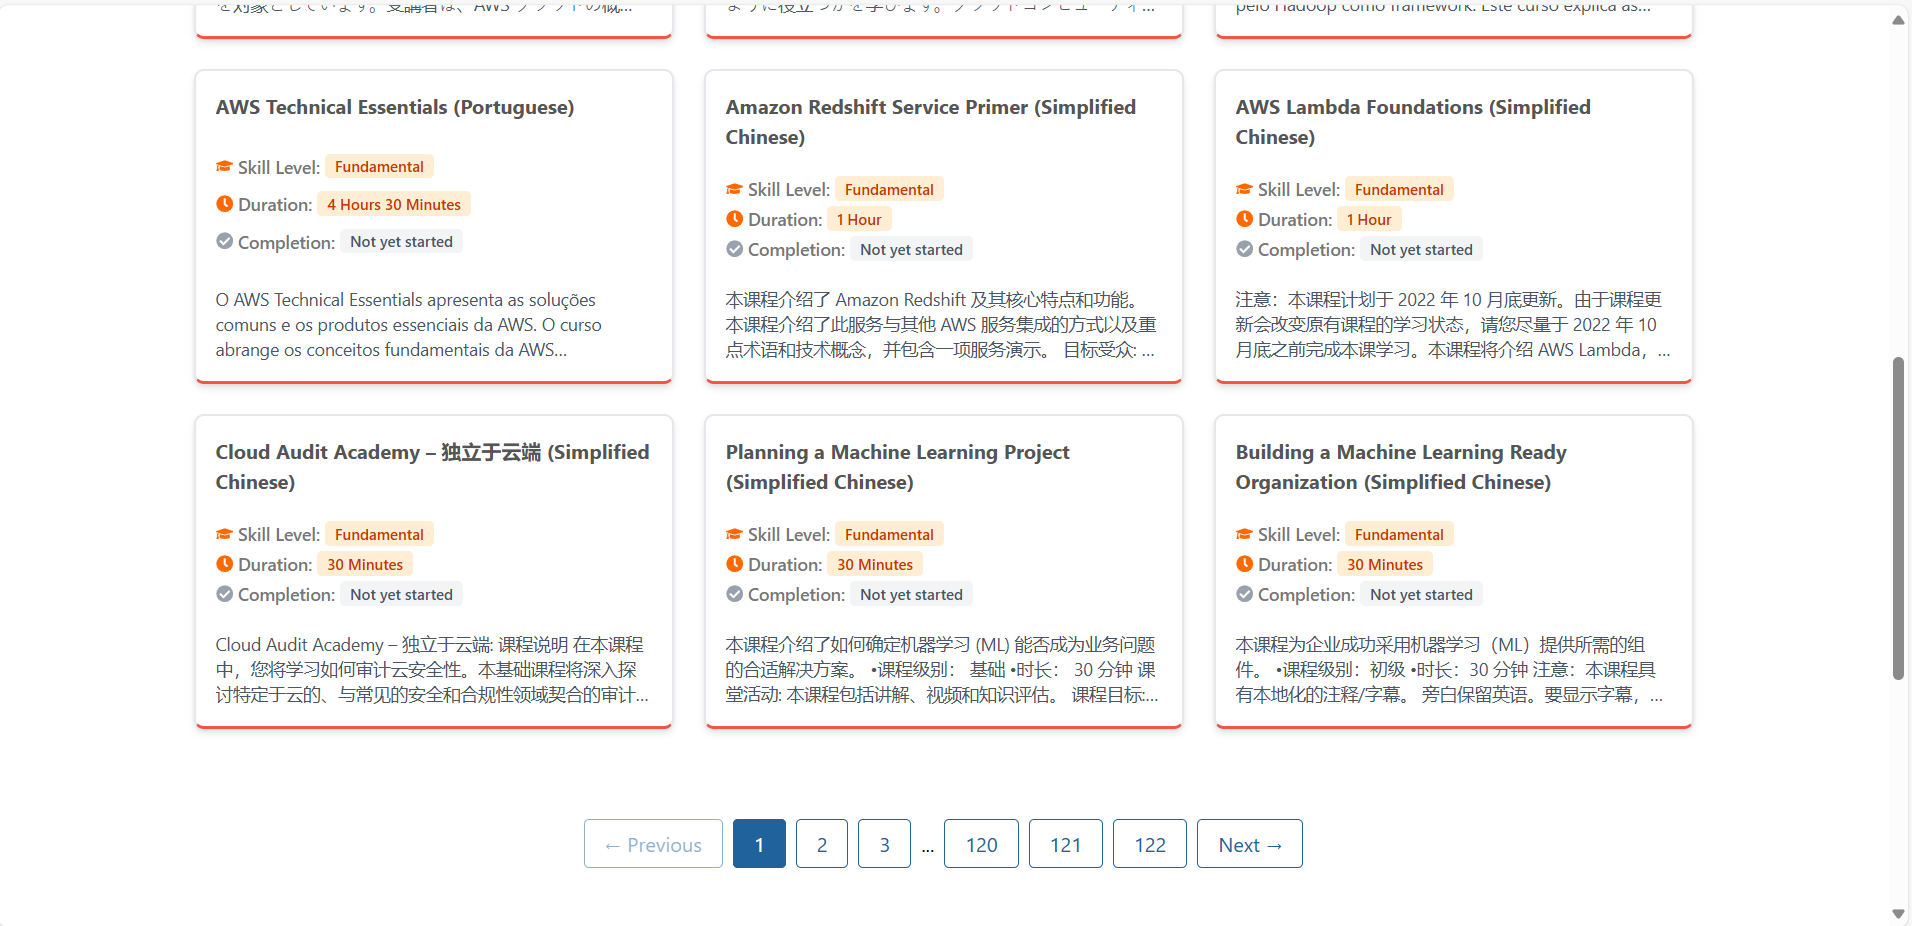 AWS Technical Essentials (Portuguese)
Skill Level: Fundamental
Duration: 4 Hours 30 Minutes
Completion: Not yet started
O AWS Technical Essentials apresenta as soluções
comuns e os produtos essenciais da AWS. O curso
abrange os conceitos fundamentais da AWS...
Amazon Redshift Service Primer (Simplified
Chinese)
Skill Level: Fundamental
Duration: 1 Hour
Completion: Not yet started
本课程介绍了 Amazon Redshift 及其核心特点和功能。
本课程介绍了此服务与其他 AWS 服务集成的方式以及重
点术语和技术概念，并包含一项服务演示。 目标受众: ...
AWS Lambda Foundations (Simplified
Chinese)
Skill Level: Fundamental
Duration: 1 Hour
Completion: Not yet started
注意：本课程计划于 2022 年 10 月底更新。由于课程更
新会改变原有课程的学习状态，请您尽量于 2022 年 10
月底之前完成本课学习。本课程将介绍 AWS Lambda，...
Cloud Audit Academy – 独立于云端 (Simplified
Chinese)
Skill Level: Fundamental
Duration: 30 Minutes
Completion: Not yet started
Cloud Audit Academy – 独立于云端: 课程说明 在本课程
中，您将学习如何审计云安全性。本基础课程将深入探
讨特定于云的、与常见的安全和合规性领域契合的审计...
Planning a Machine Learning Project
(Simplified Chinese)
Skill Level: Fundamental
Duration: 30 Minutes
Completion: Not yet started
本课程介绍了如何确定机器学习 (ML) 能否成为业务问题
的合适解决方案。 •课程级别： 基础 •时长： 30 分钟 课
堂活动: 本课程包括讲解、视频和知识评估。 课程目标:...
Building a Machine Learning Ready
Organization (Simplified Chinese)
Skill Level: Fundamental
Duration: 30 Minutes
Completion: Not yet started
本课程为企业成功采用机器学习（ML）提供所需的组
件。 •课程级别：初级 •时长：30 分钟 注意：本课程具
有本地化的注释/字幕。 旁白保留英语。要显示字幕，...
← Previous 1 2 3 ... 120 121 122 Next →